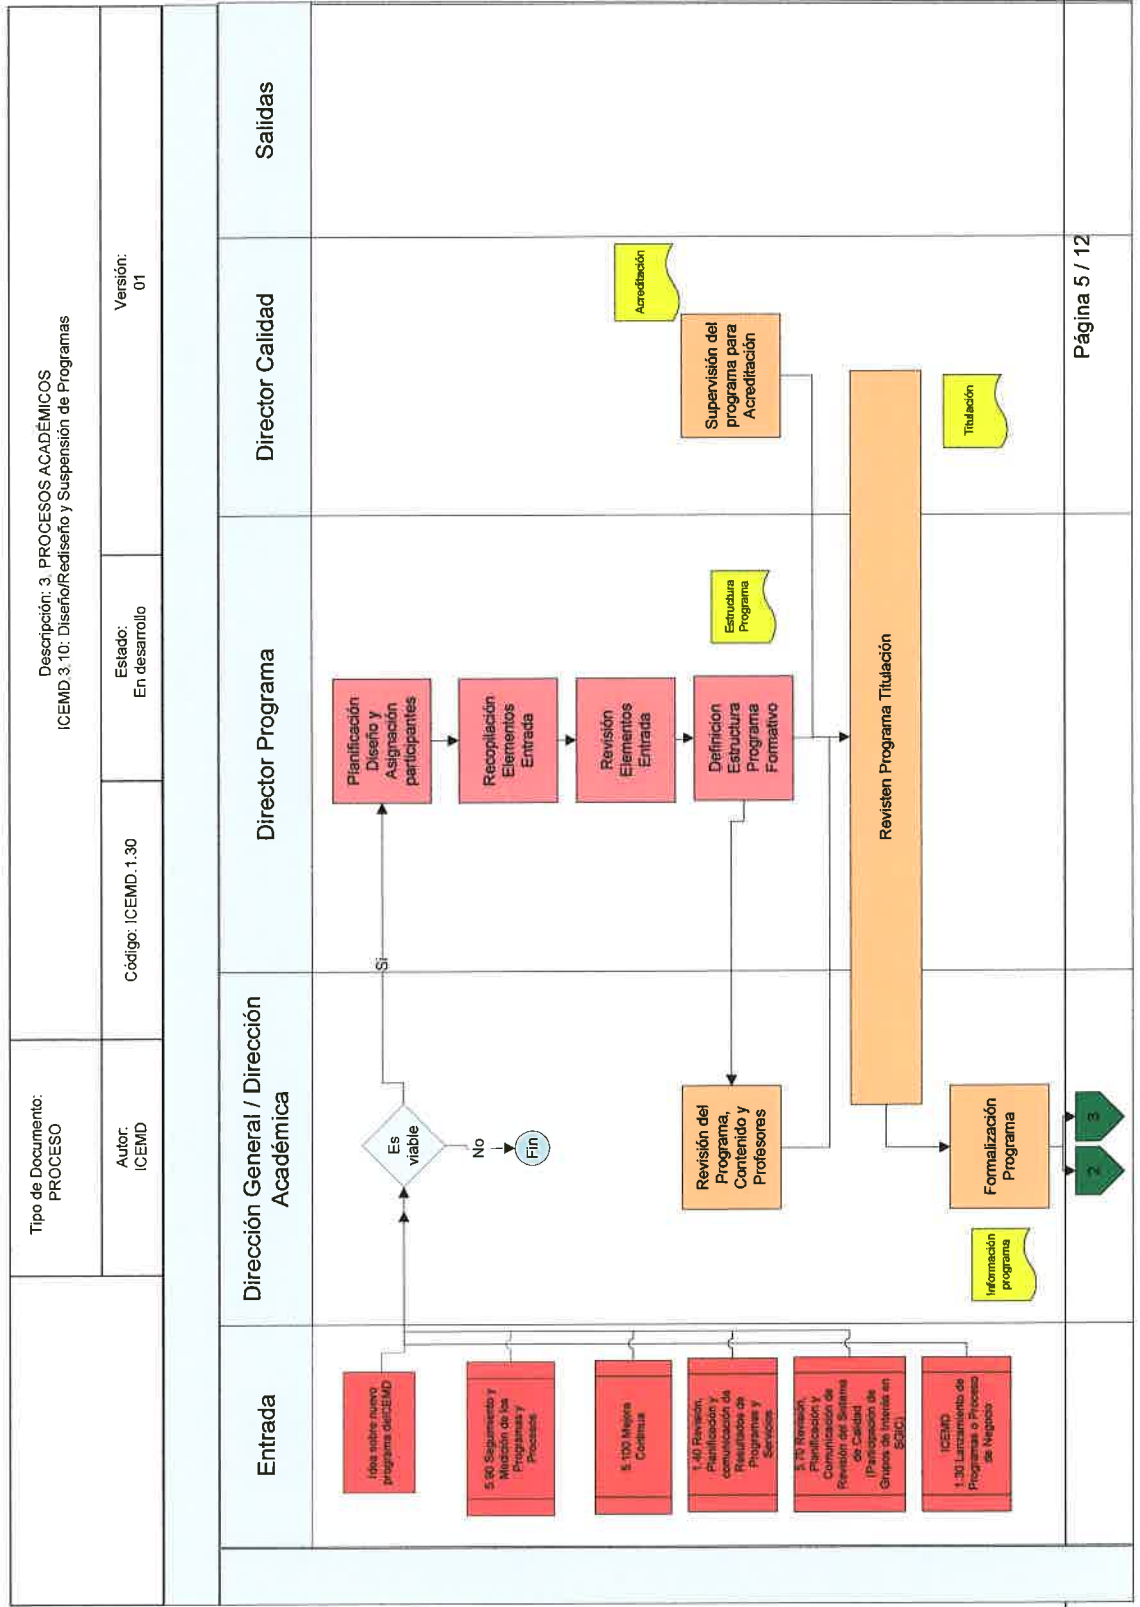 Tipo de Documento:
PROCESO
Descripción: 3. PROCESOS ACADÉMICOS
ICEMD.3.10: Diseño/Rediseño y Suspensión de Programas
Autor:
ICEMD
Código: ICEMD.1.30
Estado:
En desarrollo
Versión:
01
Entrada
Dirección General / Dirección
Académica
Director Programa
Director Calidad
Salidas
Idea sobre nuevo
programa delCEMD
5.90 Seguimiento y
Medición de los
Programas y
Procesos
5.100 Mejora
Continua
1.40 Revisión,
Planificación y
comunicación de
Resultados de
Programas y
Servicios
5.70 Revisión,
Planificación y
Comunicación de
Revisión del Sistema
de Calidad
(Participación de
Grupos de Interés en
SGIC)
ICEMD
1.30 Lanzamiento de
Programas o Proceso
de Negocio
Es
viable
No
Fin
Si
Planificación
Diseño y
Asignación
participantes
Recopilación
Elementos
Entrada
Revisión
Elementos
Entrada
Definicion
Estructura
Programa
Formativo
Estructura
Programa
Revisión del
Programa,
Contenido y
Profesores
Supervisión del
programa para
Acreditación
Acreditación
Revisten Programa Titulación
Titulación
Formalización
Programa
Información
programa
2
3
Página 5 / 12